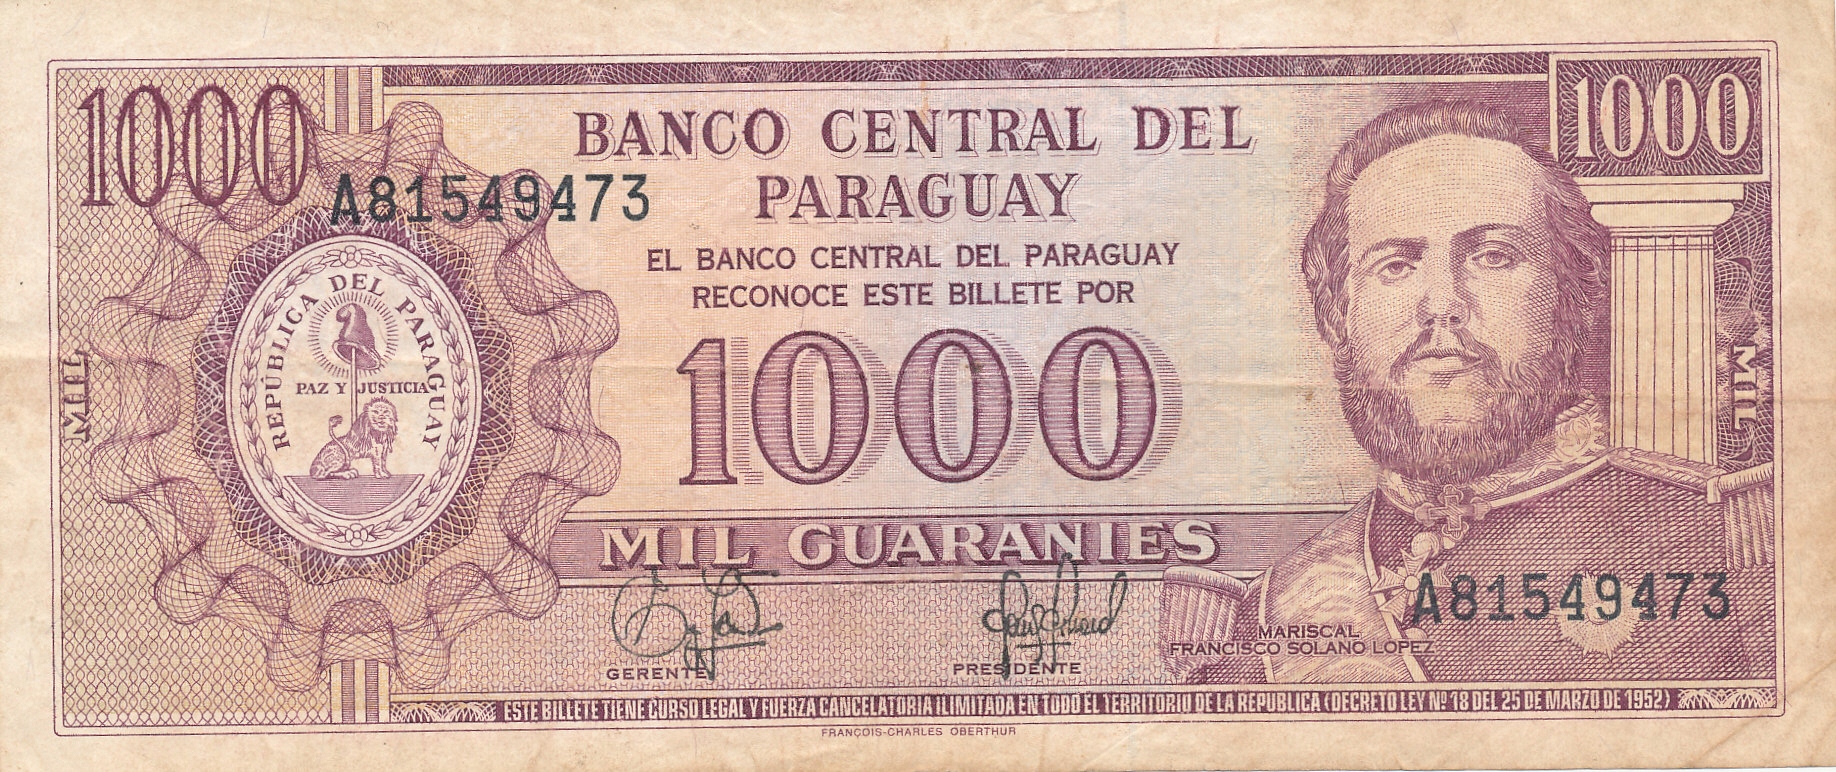 1000
1000
BANCO CENTRAL DEL
PARAGUAY
A81549473
EL BANCO CENTRAL DEL PARAGUAY
RECONOCE ESTE BILLETE POR
1000
REPÚBLICA DEL PARAGUAY
PAZ Y JUSTICIA
MIL
MIL
MIL GUARANIES
A81549473
GERENTE
PRESIDENTE
MARISCAL
FRANCISCO SOLANO LOPEZ
ESTE BILLETE TIENE CURSO LEGAL Y FUERZA CANCELATORIA ILIMITADA EN TODO EL TERRITORIO DE LA REPUBLICA (DECRETO LEY Nº 18 DEL 25 DE MARZO DE 1952)
FRANÇOIS-CHARLES OBERTHUR